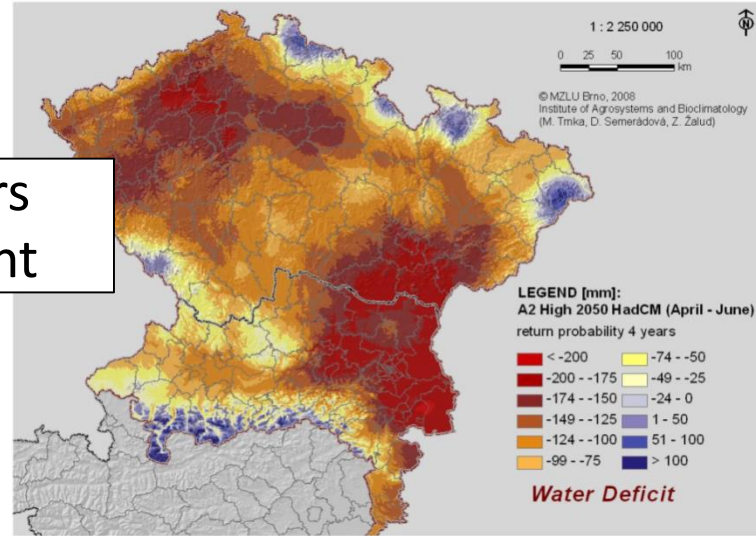 rs
nt
1 : 2 250 000
N
0 25 50 100
km
© MZLU Brno, 2008
Institute of Agrosystems and Bioclimatology
(M. Trnka, D. Semerádová, Z. Žalud)
LEGEND [mm]:
A2 High 2050 HadCM (April - June)
return probability 4 years
< -200
-200 - -175
-174 - -150
-149 - -125
-124 - -100
-99 - -75
-74 - -50
-49 - -25
-24 - 0
1 - 50
51 - 100
> 100
Water Deficit